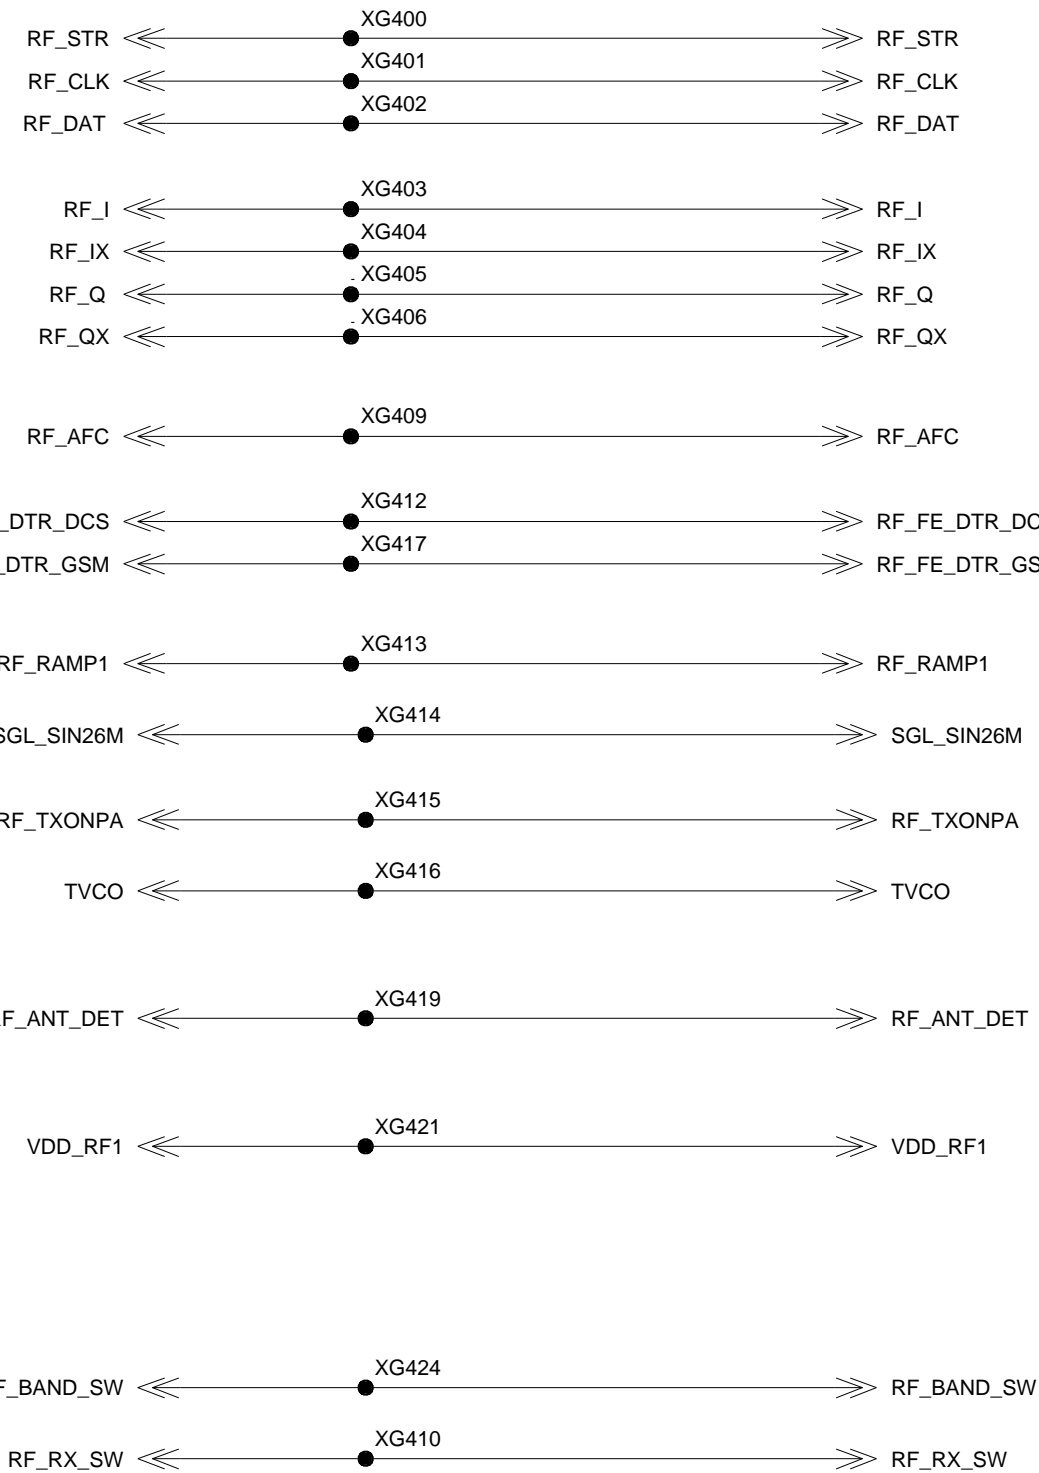 XG400
RF_STR RF_STR
XG401
RF_CLK RF_CLK
XG402
RF_DAT RF_DAT
XG403
RF_I RF_I
XG404
RF_IX RF_IX
XG405
RF_Q RF_Q
XG406
RF_QX RF_QX
XG409
RF_AFC RF_AFC
XG412
_DTR_DCS RF_FE_DTR_DC
XG417
_DTR_GSM RF_FE_DTR_GS
XG413
RF_RAMP1 RF_RAMP1
XG414
SGL_SIN26M SGL_SIN26M
XG415
RF_TXONPA RF_TXONPA
XG416
TVCO TVCO
XG419
F_ANT_DET RF_ANT_DET
XG421
VDD_RF1 VDD_RF1
XG424
F_BAND_SW RF_BAND_SW
XG410
RF_RX_SW RF_RX_SW